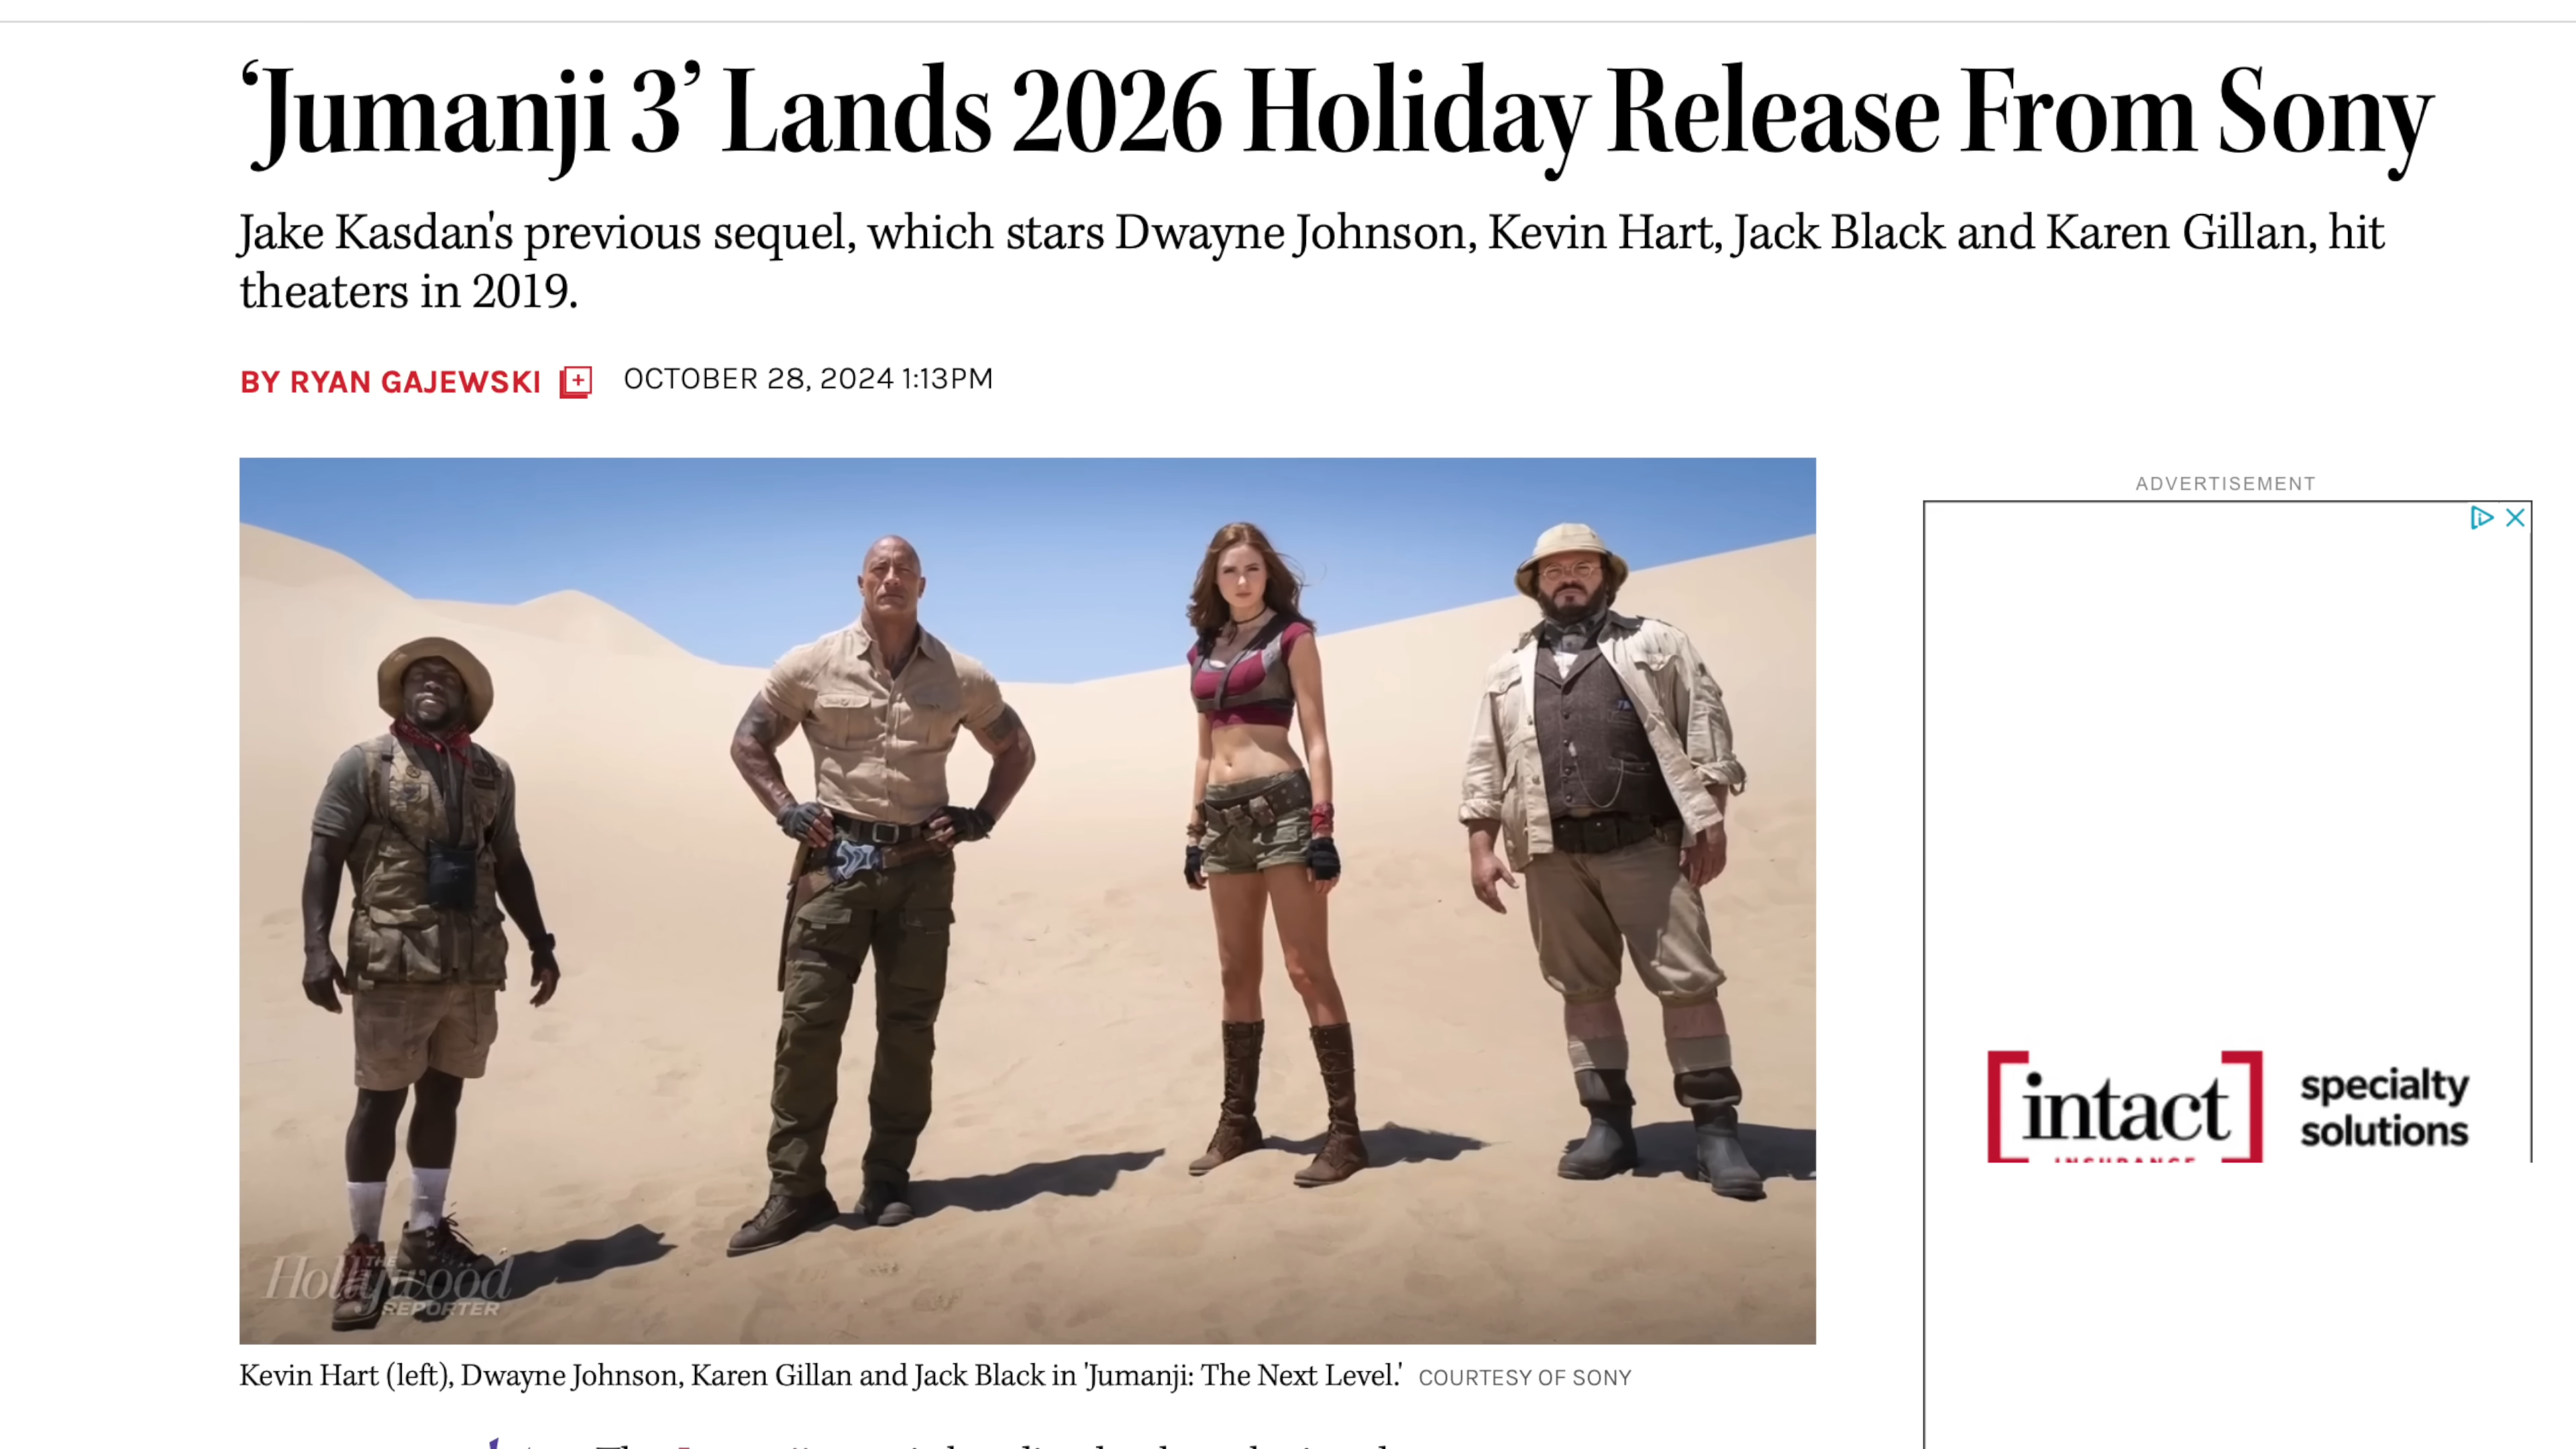 ‘Jumanji 3’ Lands 2026 Holiday Release From Sony
Jake Kasdan's previous sequel, which stars Dwayne Johnson, Kevin Hart, Jack Black and Karen Gillan, hit
theaters in 2019.
BY RYAN GAJEWSKI OCTOBER 28, 2024 1:13PM
ADVERTISEMENT
THE
Hollywood
REPORTER
intact
specialty
solutions
Kevin Hart (left), Dwayne Johnson, Karen Gillan and Jack Black in 'Jumanji: The Next Level.' COURTESY OF SONY